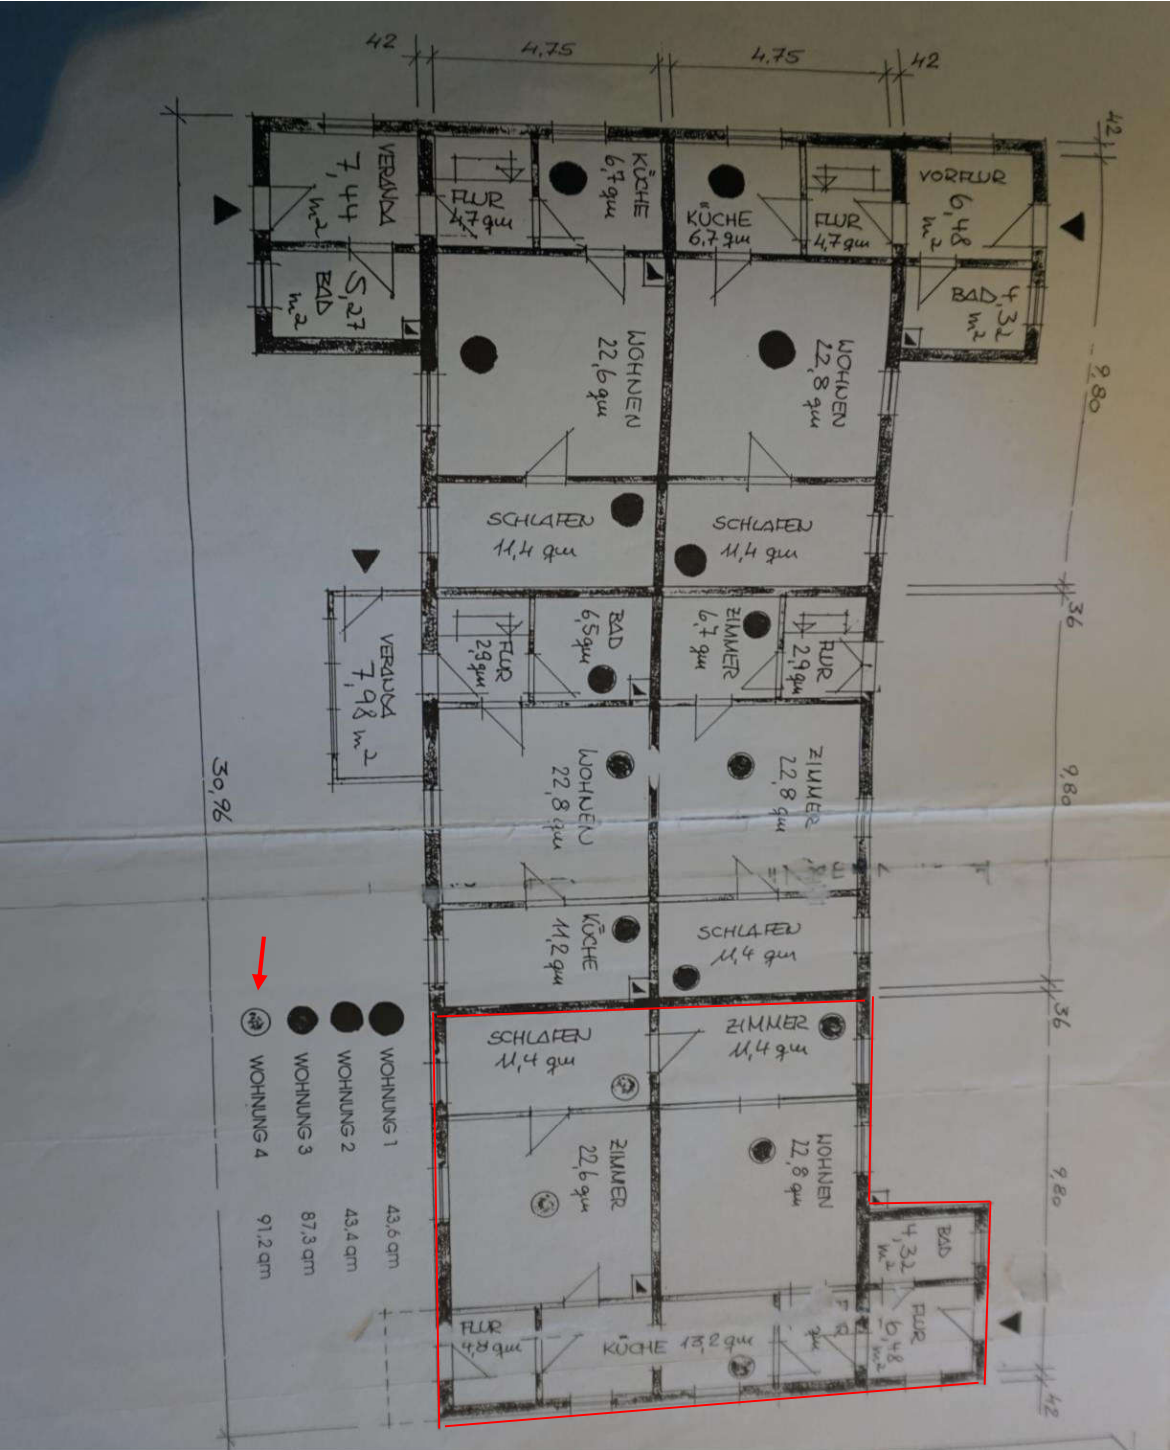 42
4,75
4,75
42
42
VERANDA
7,44
m²
FLUR
4,7 qm
KÜCHE
6,7 qm
KÜCHE
6,7 qm
FLUR
4,7 qm
VORFLUR
6,48
m²
BAD
5,27
m²
BAD
4,32
m²
WOHNEN
22,6 qm
WOHNEN
22,8 qm
9,80
SCHLAFEN
11,4 qm
SCHLAFEN
11,4 qm
36
VERANDA
7,98 m²
FLUR
2,9 qm
BAD
6,5 qm
ZIMMER
6,7 qm
FLUR
2,9 qm
30,96
WOHNEN
22,8 qm
ZIMMER
22,8 qm
9,80
KÜCHE
11,2 qm
SCHLAFEN
11,4 qm
36
SCHLAFEN
11,4 qm
ZIMMER
11,4 qm
ZIMMER
22,6 qm
WOHNEN
22,8 qm
9,80
BAD
4,32
m²
FLUR
KÜCHE 13,2 qm
qm
FLUR
6,48
m²
42
WOHNUNG 1 43,6 qm
WOHNUNG 2 43,4 qm
WOHNUNG 3 87,3 qm
WOHNUNG 4 91,2 qm